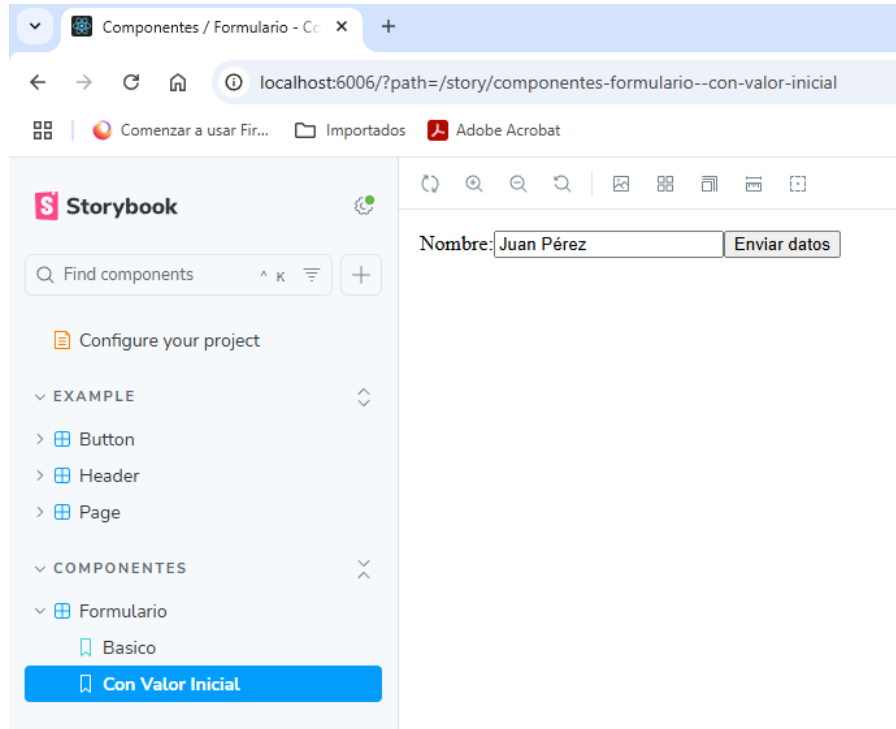 Componentes / Formulario - Co
localhost:6006/?path=/story/componentes-formulario--con-valor-inicial
Comenzar a usar Fir...
Importados
Adobe Acrobat
S Storybook
Find components
^ K
Configure your project
EXAMPLE
Button
Header
Page
COMPONENTES
Formulario
Basico
Con Valor Inicial
Nombre: Juan Pérez Enviar datos